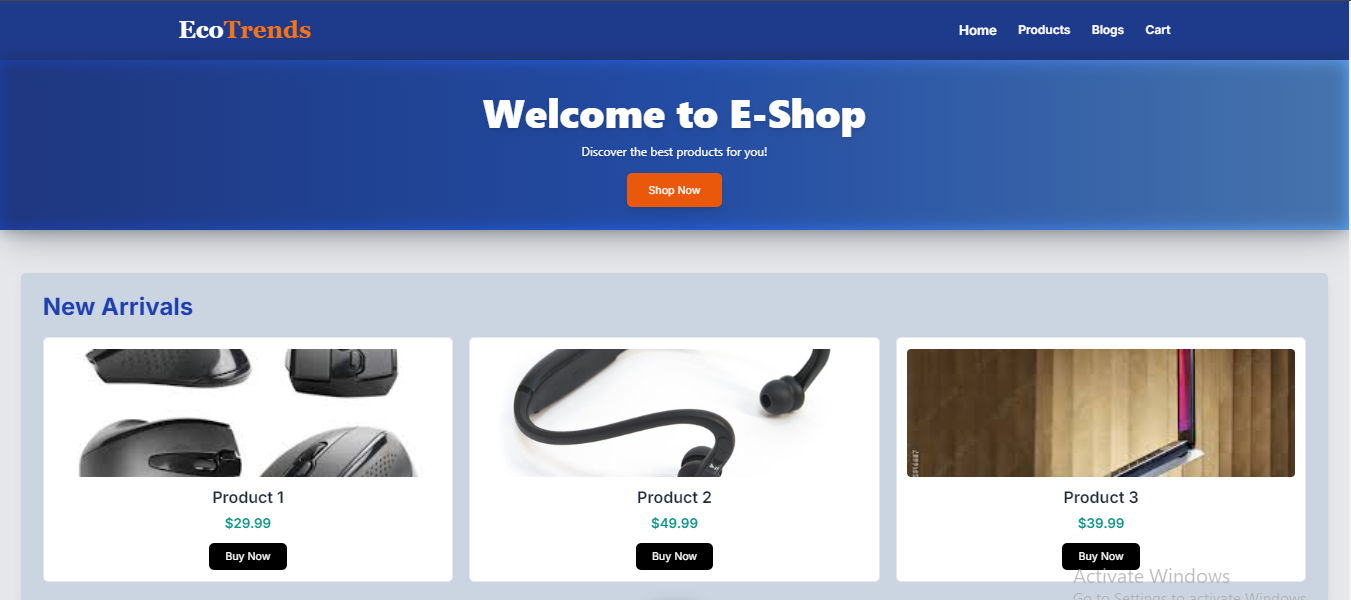 EcoTrends
Home Products Blogs Cart
Welcome to E-Shop
Discover the best products for you!
Shop Now
New Arrivals
Product 1
$29.99
Buy Now
Product 2
$49.99
Buy Now
Product 3
$39.99
Buy Now
Activate Windows
Go to Settings to activate Windows.